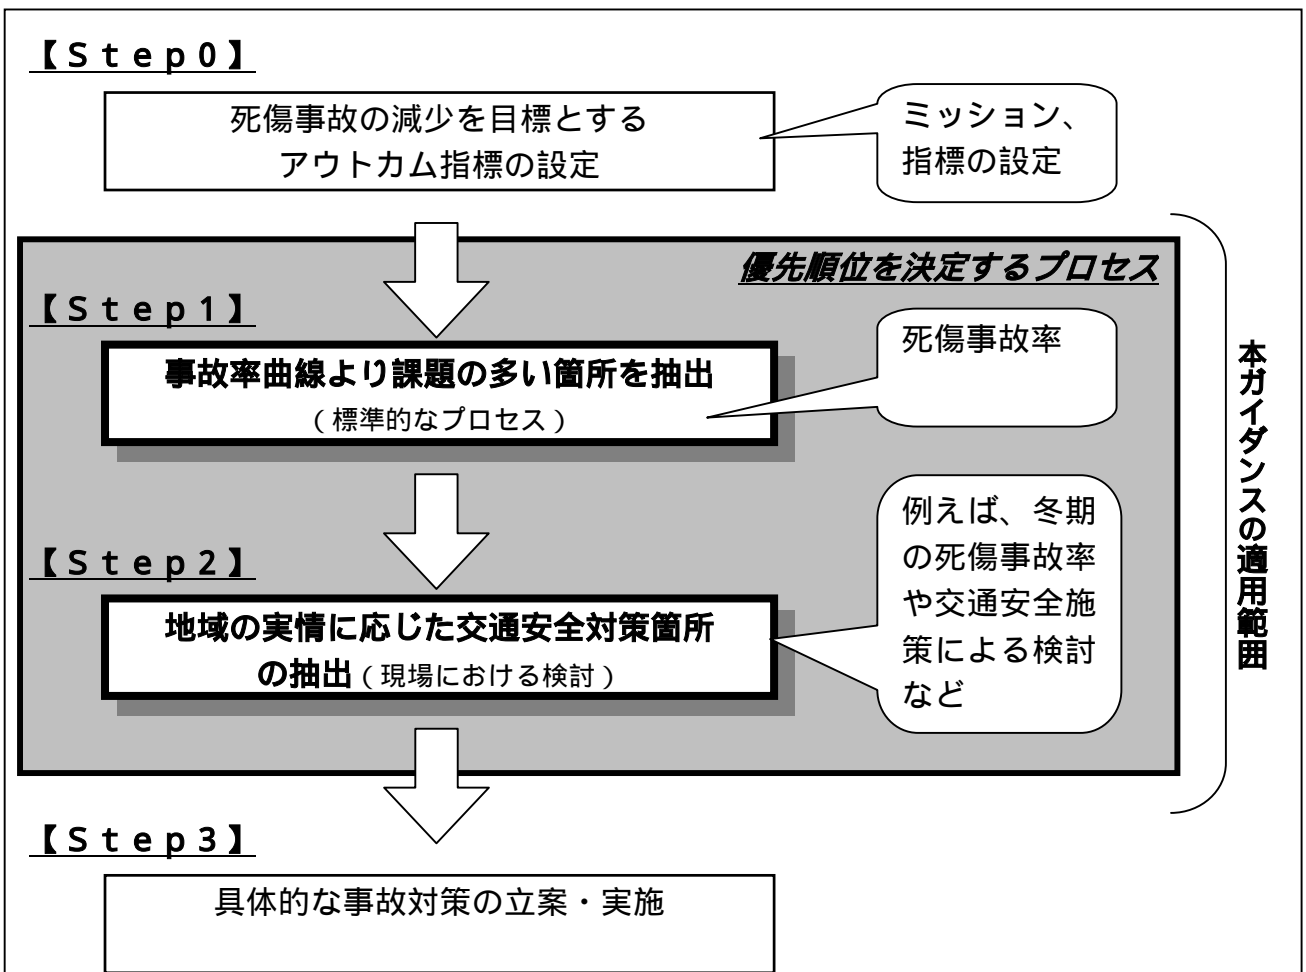 【Ｓｔｅｐ０】
死傷事故の減少を目標とする
アウトカム指標の設定
ミッション、
指標の設定
優先順位を決定するプロセス
【Ｓｔｅｐ１】
事故率曲線より課題の多い箇所を抽出
（標準的なプロセス）
死傷事故率
【Ｓｔｅｐ２】
地域の実情に応じた交通安全対策箇所
の抽出（現場における検討）
例えば、冬期
の死傷事故率
や交通安全施
策による検討
など
本ガイダンスの適用範囲
【Ｓｔｅｐ３】
具体的な事故対策の立案・実施